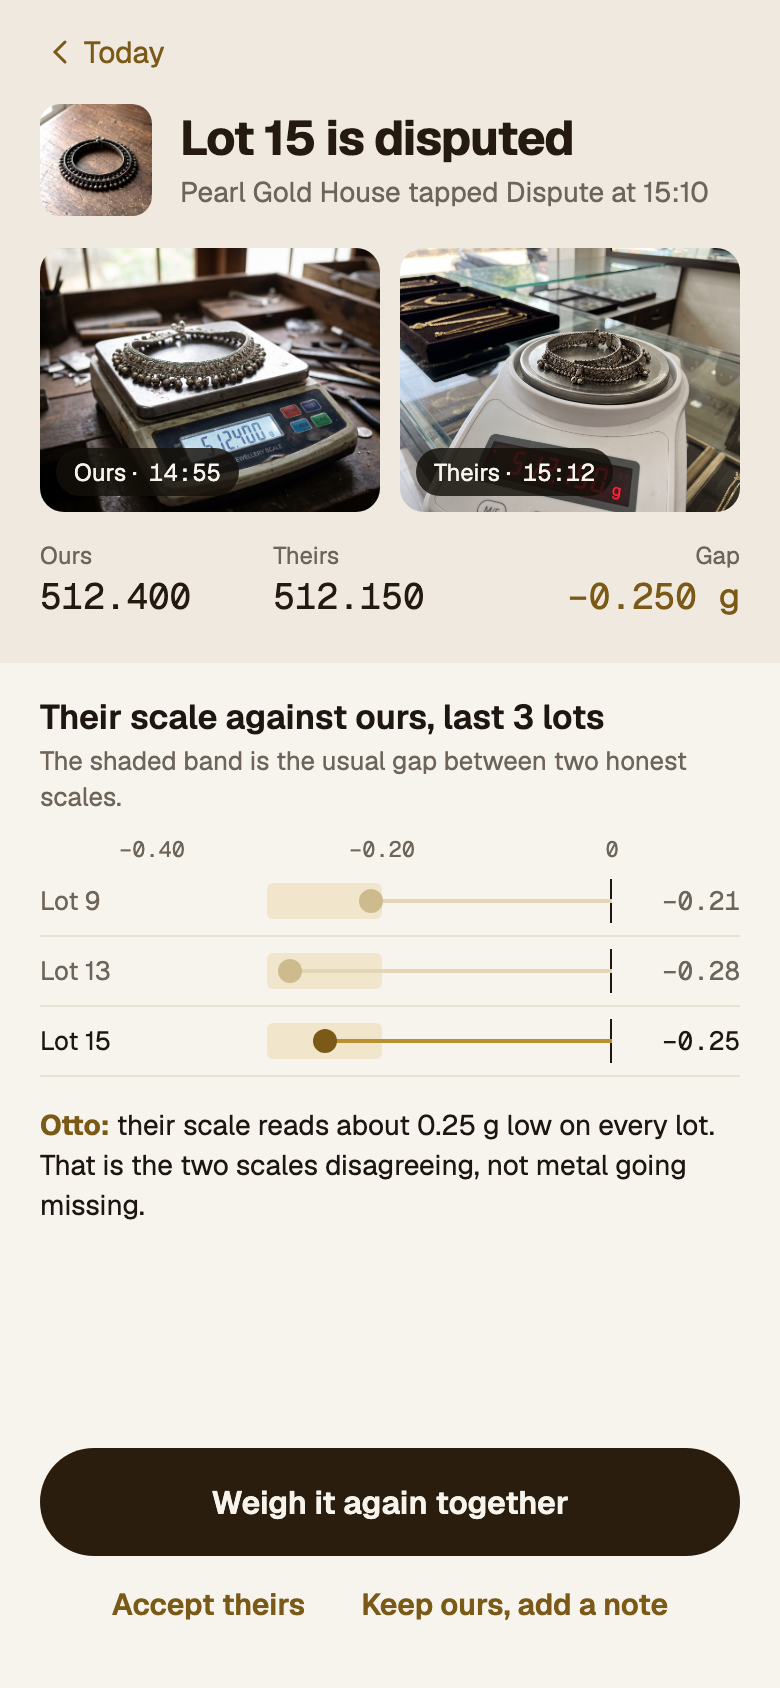 Today
Lot 15 is disputed
Pearl Gold House tapped Dispute at 15:10
512400
JEWELLERY SCALE
Ours · 14:55
Theirs · 15:12
g
Ours
Theirs
Gap
512.400
512.150
−0.250 g
Their scale against ours, last 3 lots
The shaded band is the usual gap between two honest
scales.
−0.40
−0.20
0
Lot 9
−0.21
Lot 13
−0.28
Lot 15
−0.25
Otto: their scale reads about 0.25 g low on every lot.
That is the two scales disagreeing, not metal going
missing.
Weigh it again together
Accept theirs
Keep ours, add a note